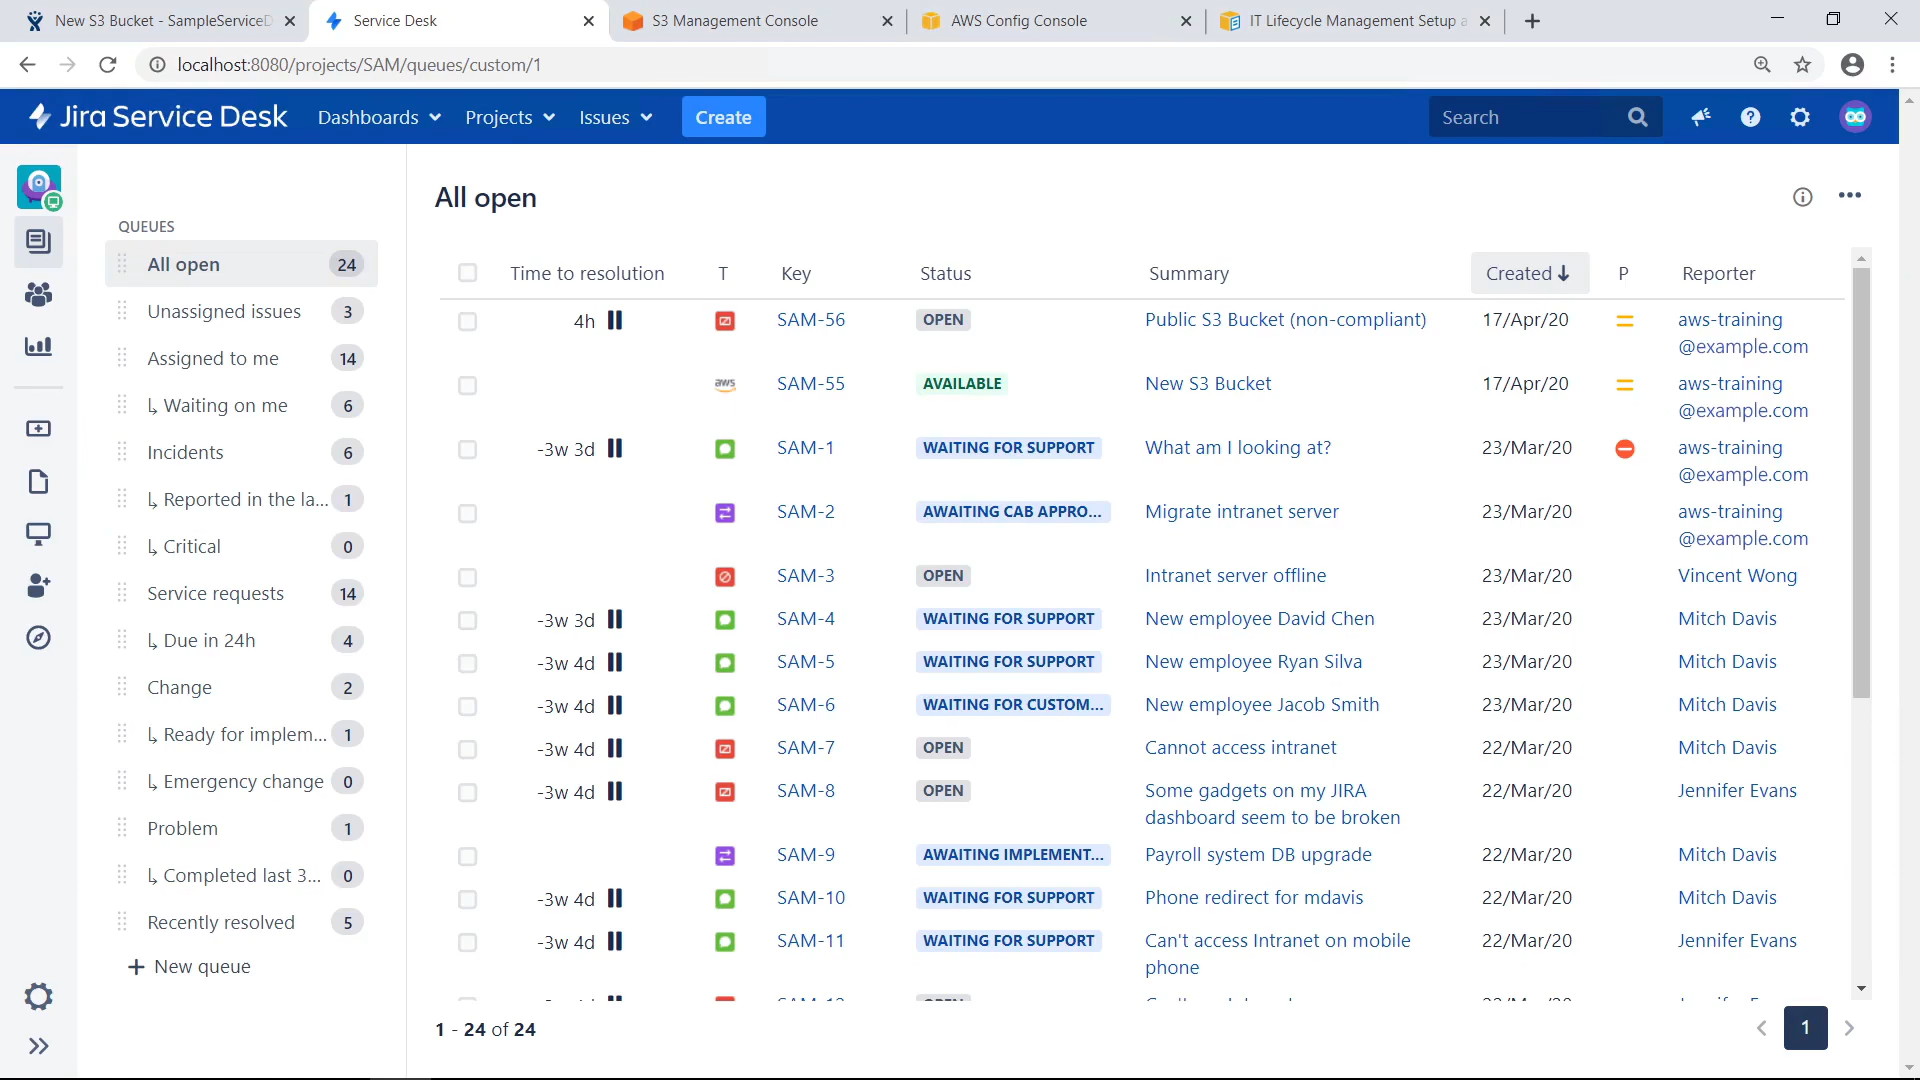 New S3 Bucket - SampleServiceD
Service Desk
S3 Management Console
AWS Config Console
IT Lifecycle Management Setup a
localhost:8080/projects/SAM/queues/custom/1
Jira Service Desk
Dashboards
Projects
Issues
Create
Search
All open
QUEUES
All open 24
Unassigned issues 3
Assigned to me 14
Waiting on me 6
Incidents 6
Reported in the la... 1
Critical 0
Service requests 14
Due in 24h 4
Change 2
Ready for implem... 1
Emergency change 0
Problem 1
Completed last 3... 0
Recently resolved 5
+ New queue
Time to resolution T Key Status Summary Created P Reporter
4h SAM-56 OPEN Public S3 Bucket (non-compliant) 17/Apr/20 aws-training
@example.com
aws SAM-55 AVAILABLE New S3 Bucket 17/Apr/20 aws-training
@example.com
-3w 3d SAM-1 WAITING FOR SUPPORT What am I looking at? 23/Mar/20 aws-training
@example.com
SAM-2 AWAITING CAB APPRO... Migrate intranet server 23/Mar/20 aws-training
@example.com
SAM-3 OPEN Intranet server offline 23/Mar/20 Vincent Wong
-3w 3d SAM-4 WAITING FOR SUPPORT New employee David Chen 23/Mar/20 Mitch Davis
-3w 4d SAM-5 WAITING FOR SUPPORT New employee Ryan Silva 23/Mar/20 Mitch Davis
-3w 4d SAM-6 WAITING FOR CUSTOM... New employee Jacob Smith 23/Mar/20 Mitch Davis
-3w 4d SAM-7 OPEN Cannot access intranet 22/Mar/20 Mitch Davis
-3w 4d SAM-8 OPEN Some gadgets on my JIRA 22/Mar/20 Jennifer Evans
dashboard seem to be broken
SAM-9 AWAITING IMPLEMENT... Payroll system DB upgrade 22/Mar/20 Mitch Davis
-3w 4d SAM-10 WAITING FOR SUPPORT Phone redirect for mdavis 22/Mar/20 Mitch Davis
-3w 4d SAM-11 WAITING FOR SUPPORT Can't access Intranet on mobile 22/Mar/20 Jennifer Evans
phone
1 - 24 of 24
1